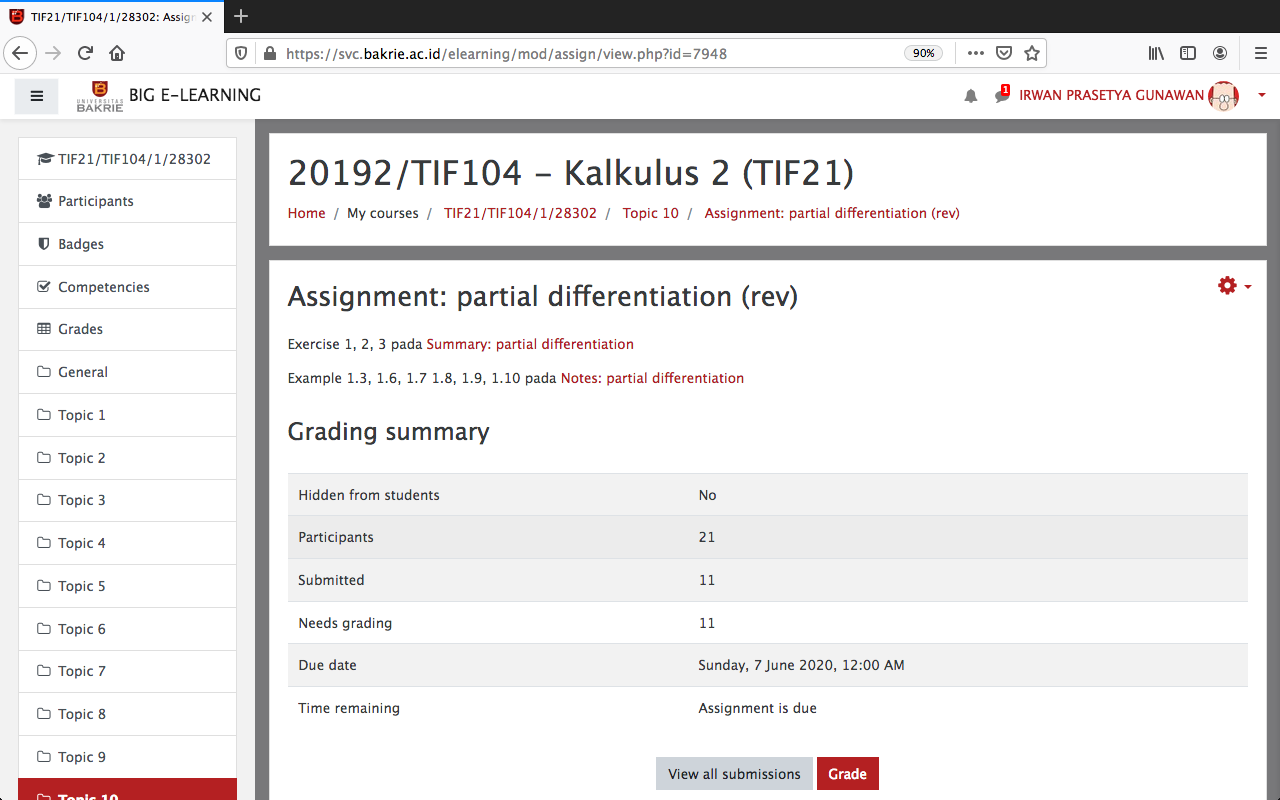 TIF21/TIF104/1/28302: Assign
https://svc.bakrie.ac.id/elearning/mod/assign/view.php?id=7948
90%
UNIVERSITAS
BAKRIE
BIG E-LEARNING
1
IRWAN PRASETYA GUNAWAN
TIF21/TIF104/1/28302
Participants
Badges
Competencies
Grades
General
Topic 1
Topic 2
Topic 3
Topic 4
Topic 5
Topic 6
Topic 7
Topic 8
Topic 9
Topic 10
20192/TIF104 - Kalkulus 2 (TIF21)
Home / My courses / TIF21/TIF104/1/28302 / Topic 10 / Assignment: partial differentiation (rev)
Assignment: partial differentiation (rev)
Exercise 1, 2, 3 pada Summary: partial differentiation
Example 1.3, 1.6, 1.7 1.8, 1.9, 1.10 pada Notes: partial differentiation
Grading summary
Hidden from students No
Participants 21
Submitted 11
Needs grading 11
Due date Sunday, 7 June 2020, 12:00 AM
Time remaining Assignment is due
View all submissions Grade